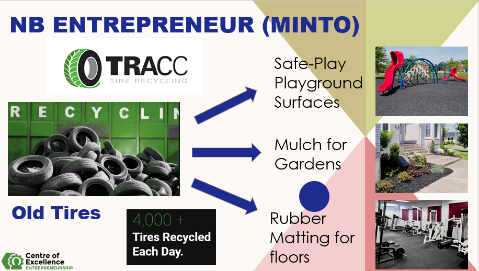 NB ENTREPRENEUR (MINTO)
TRACC
TIRE RECYCLING
RECYCLIN
Old Tires
4,000 +
Tires Recycled
Each Day.
Safe-Play
Playground
Surfaces
Mulch for
Gardens
Rubber
Matting for
floors
Centre of
Excellence
ENTREPRENEURSHIP